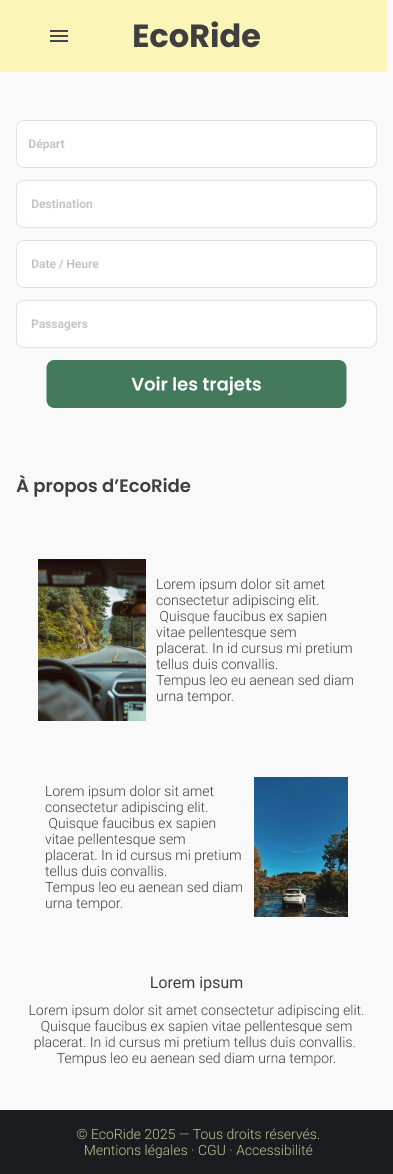 EcoRide
Départ
Destination
Date / Heure
Passagers
Voir les trajets
À propos d’EcoRide
Lorem ipsum dolor sit amet
consectetur adipiscing elit.
Quisque faucibus ex sapien
vitae pellentesque sem
placerat. In id cursus mi pretium
tellus duis convallis.
Tempus leo eu aenean sed diam
urna tempor.
Lorem ipsum dolor sit amet
consectetur adipiscing elit.
Quisque faucibus ex sapien
vitae pellentesque sem
placerat. In id cursus mi pretium
tellus duis convallis.
Tempus leo eu aenean sed diam
urna tempor.
Lorem ipsum
Lorem ipsum dolor sit amet consectetur adipiscing elit.
Quisque faucibus ex sapien vitae pellentesque sem
placerat. In id cursus mi pretium tellus duis convallis.
Tempus leo eu aenean sed diam urna tempor.
© EcoRide 2025 — Tous droits réservés.
Mentions légales · CGU · Accessibilité